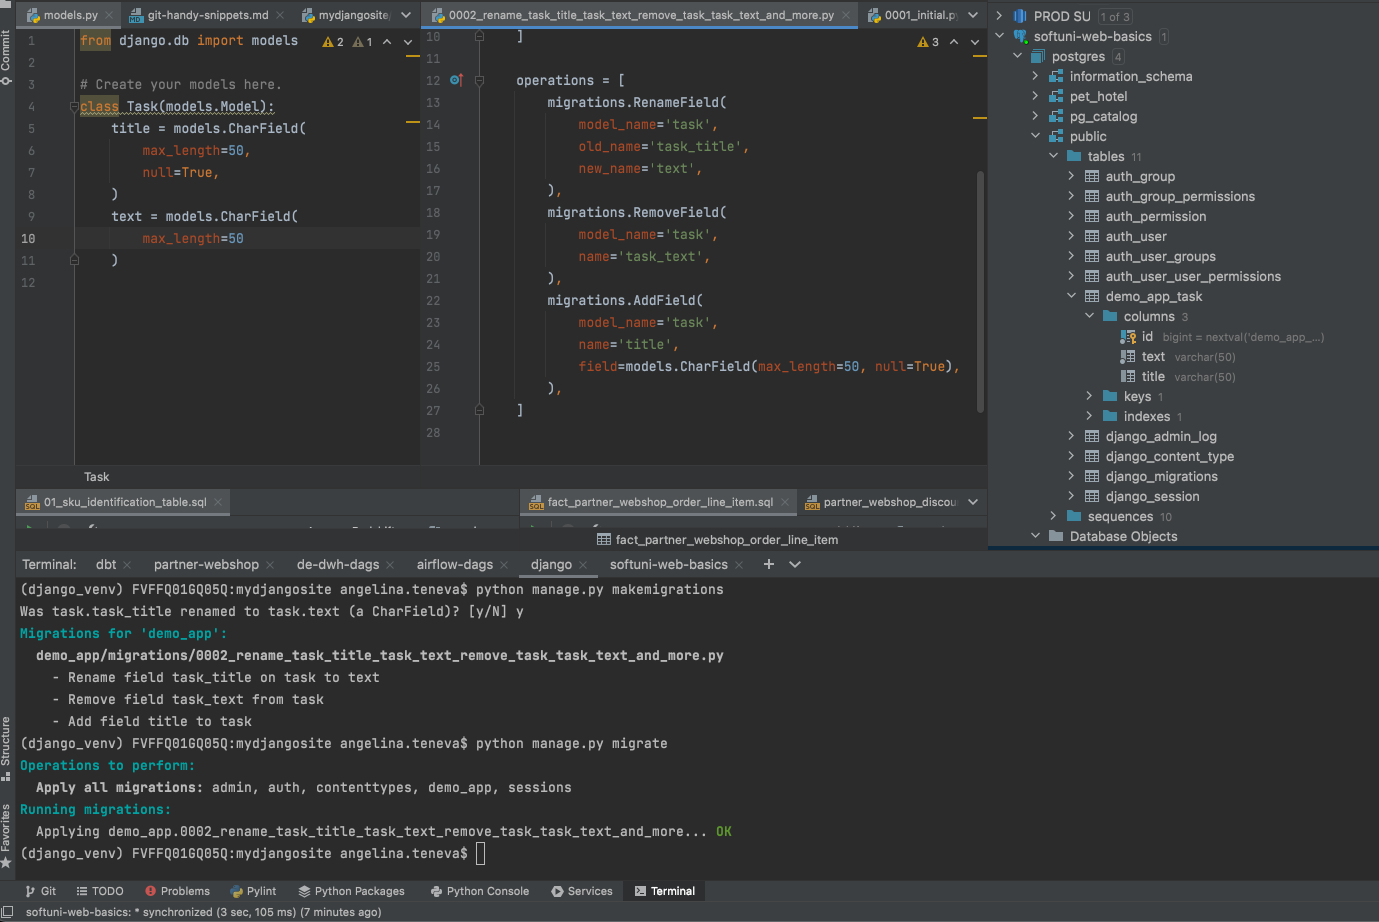 models.py
git-handy-snippets.md
mydjangosite
0002_rename_task_title_task_text_remove_task_task_text_and_more.py
0001_initial.p
Commit
1 from django.db import models
2 1
2
3 # Create your models here.
4 class Task(models.Model):
5 title = models.CharField(
6 max_length=50,
7 null=True,
8 )
9 text = models.CharField(
10 max_length=50
11 )
12
Task
3
10 ]
11
12 operations = [
13 migrations.RenameField(
14 model_name='task',
15 old_name='task_title',
16 new_name='text',
17 ),
18 migrations.RemoveField(
19 model_name='task',
20 name='task_text',
21 ),
22 migrations.AddField(
23 model_name='task',
24 name='title',
25 field=models.CharField(max_length=50, null=True),
26 ),
27 ]
28
PROD SU 1 of 3
softuni-web-basics 1
postgres 4
information_schema
pet_hotel
pg_catalog
public
tables 11
auth_group
auth_group_permissions
auth_permission
auth_user
auth_user_groups
auth_user_user_permissions
demo_app_task
columns 3
id bigint = nextval('demo_app_...)
text varchar(50)
title varchar(50)
keys 1
indexes 1
django_admin_log
django_content_type
django_migrations
django_session
sequences 10
Database Objects
01_sku_identification_table.sql
fact_partner_webshop_order_line_item.sql
partner_webshop_discou
fact_partner_webshop_order_line_item
Terminal: dbt partner-webshop de-dwh-dags airflow-dags django softuni-web-basics
(django_venv) FVFFQ01GQ05Q:mydjangosite angelina.teneva$ python manage.py makemigrations
Was task.task_title renamed to task.text (a CharField)? [y/N] y
Migrations for 'demo_app':
demo_app/migrations/0002_rename_task_title_task_text_remove_task_task_text_and_more.py
- Rename field task_title on task to text
- Remove field task_text from task
- Add field title to task
(django_venv) FVFFQ01GQ05Q:mydjangosite angelina.teneva$ python manage.py migrate
Operations to perform:
Apply all migrations: admin, auth, contenttypes, demo_app, sessions
Running migrations:
Applying demo_app.0002_rename_task_title_task_text_remove_task_task_text_and_more... OK
(django_venv) FVFFQ01GQ05Q:mydjangosite angelina.teneva$
Structure
Favorites
Git TODO Problems Pylint Python Packages Python Console Services Terminal
softuni-web-basics: * synchronized (3 sec, 105 ms) (7 minutes ago)